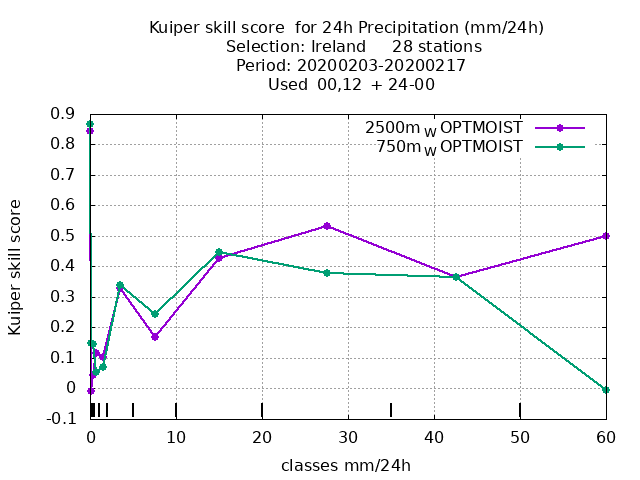 Kuiper skill score  for 24h Precipitation (mm/24h)
Selection: Ireland     28 stations
Period: 20200203-20200217
Used  00,12  + 24-00
2500m W OPTMOIST
750m W OPTMOIST
Kuiper skill score
0.9
0.8
0.7
0.6
0.5
0.4
0.3
0.2
0.1
0
-0.1
0 10 20 30 40 50 60
classes mm/24h